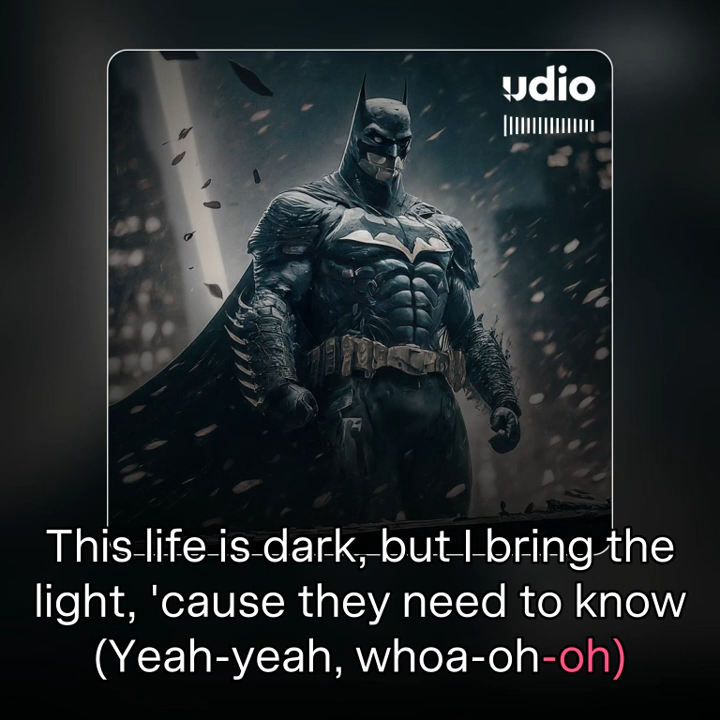 udio
This life is dark, but I bring the
light, 'cause they need to know
(Yeah-yeah, whoa-oh-oh)